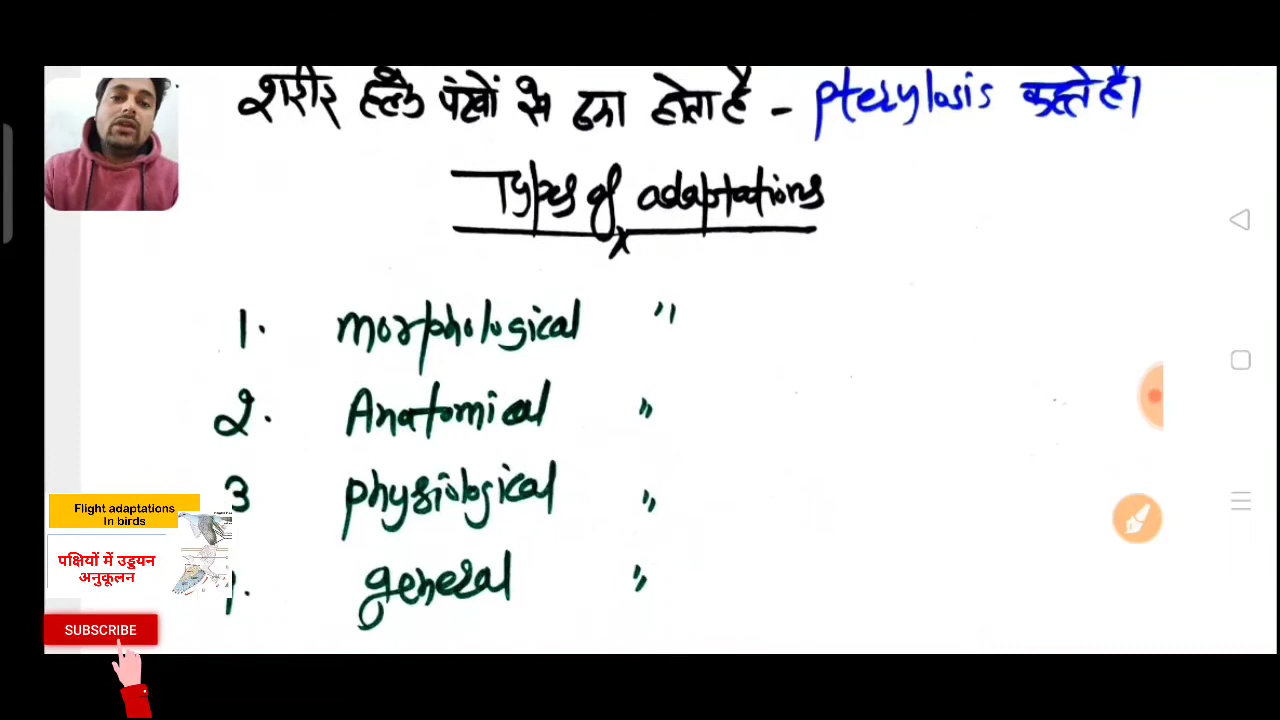 शरीर हल्के पंखों से ढका होता है - pterylosis कहते हैं।
Types of adaptations
1. morphological "
2. Anatomical "
3 physiological "
general "
Flight adaptations
In birds
पक्षियों में उड्डयन
अनुकूलन
SUBSCRIBE